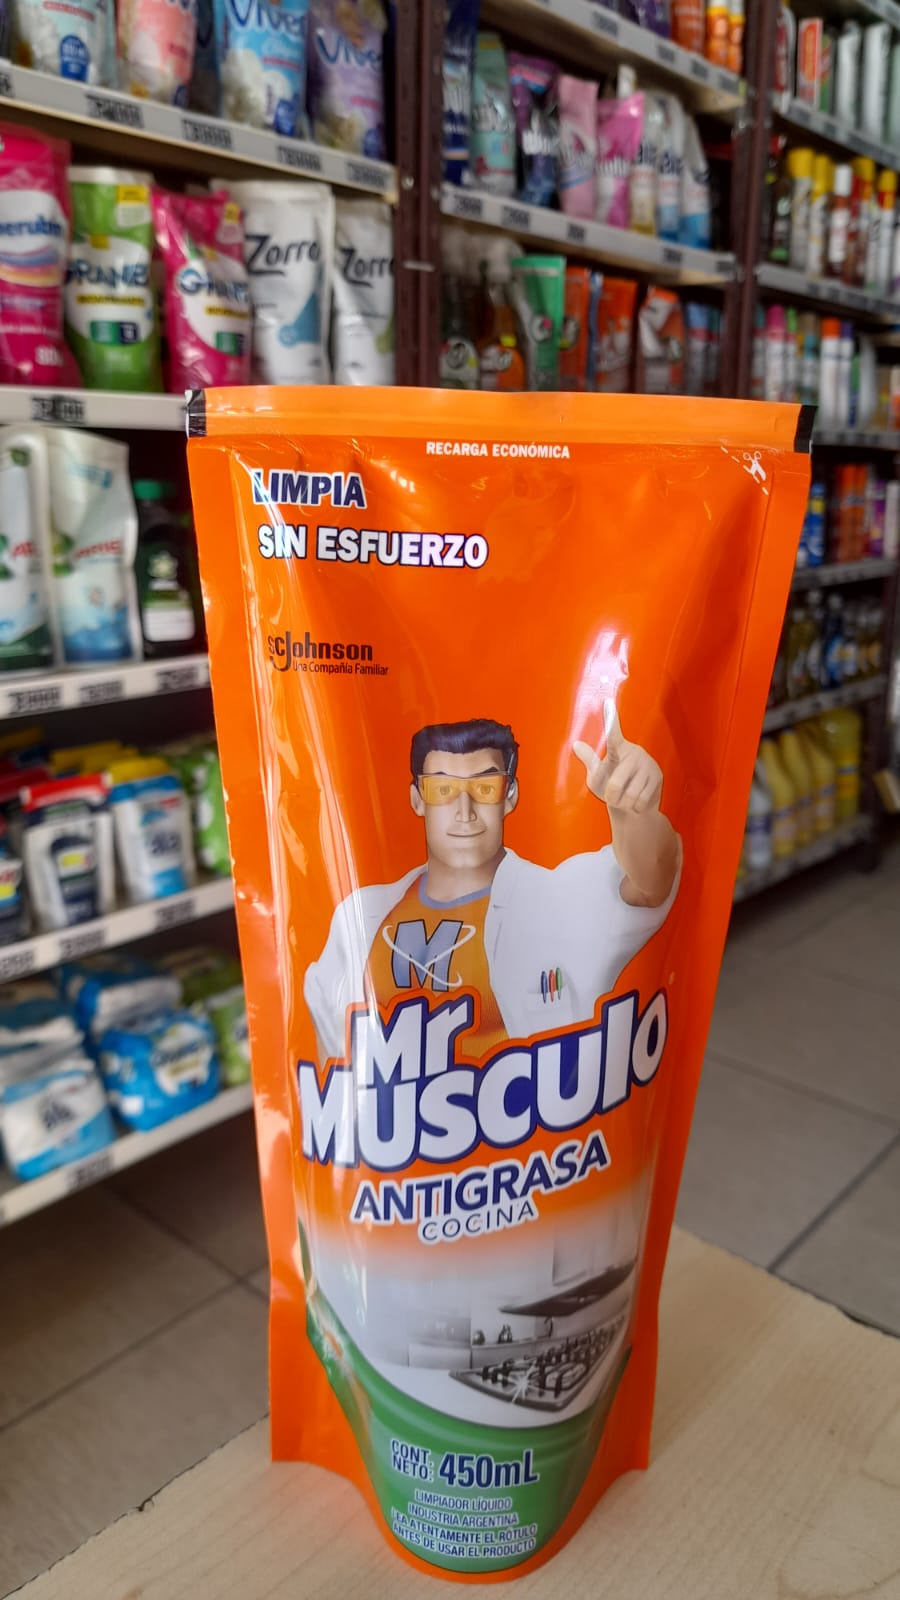 Zorro
Zorr
RECARGA ECONÓMICA
LIMPIA
SIN ESFUERZO
SC Johnson
Una Compañía Familiar
M
Mr
MUSCULO
ANTIGRASA
COCINA
CONT.
NETO: 450mL
LIMPIADOR LÍQUIDO
INDUSTRIA ARGENTINA
LEA ATENTAMENTE EL RÓTULO
ANTES DE USAR EL PRODUCTO